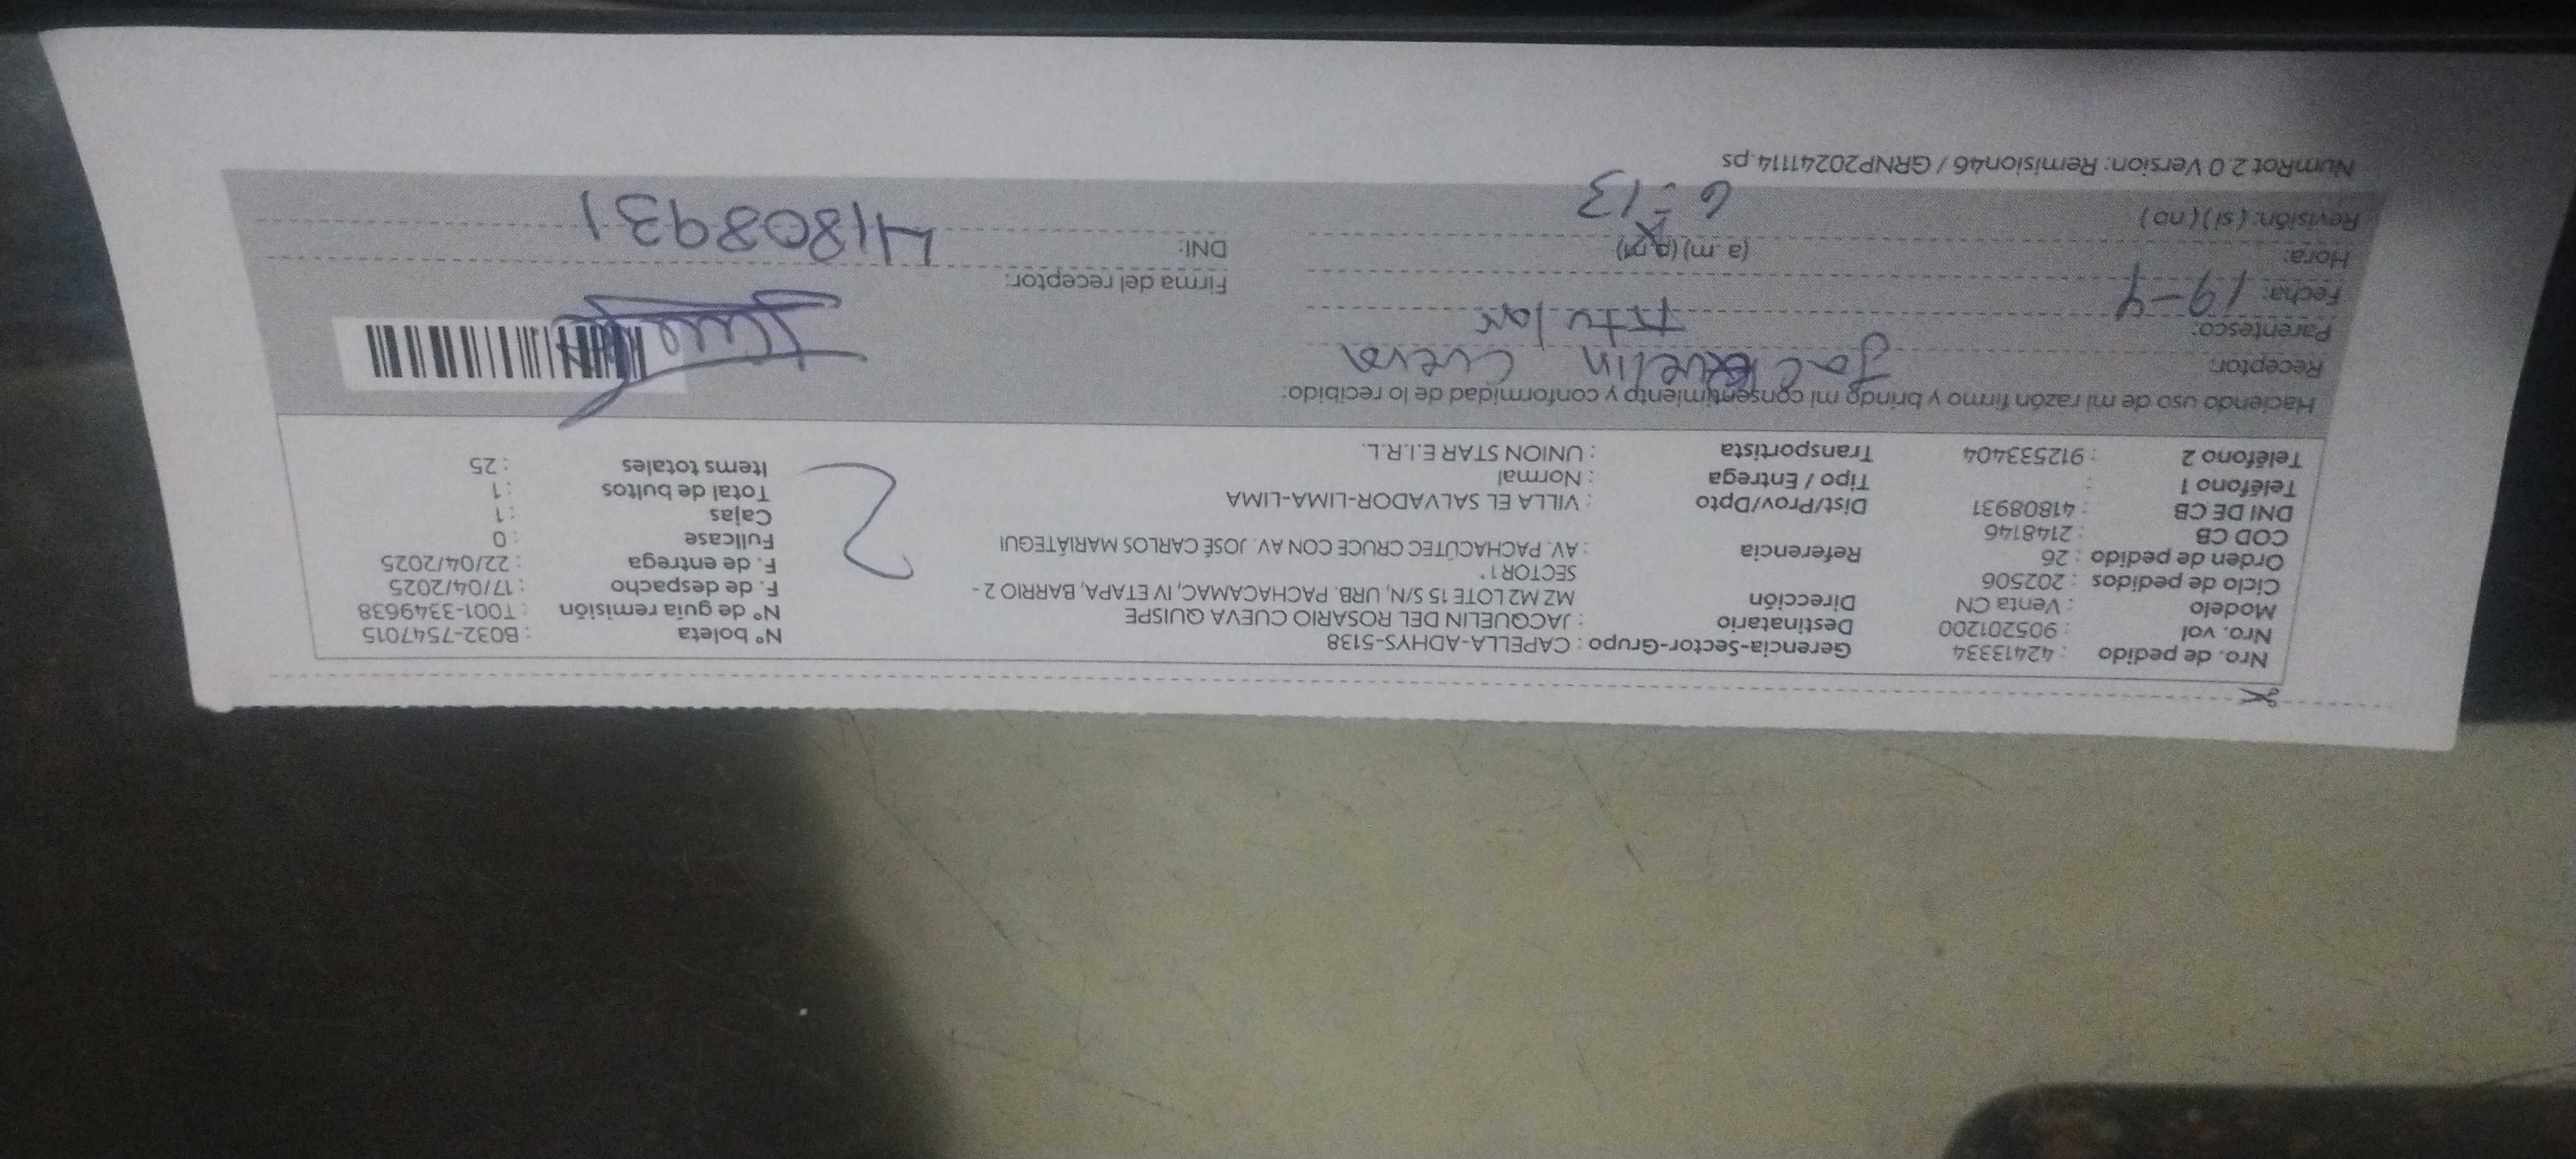 Nro. de pedido : 42413334 Gerencia-Sector-Grupo : CAPELLA-ADHYS-5138 N° boleta : B032-7547015
Nro. vol : 905201200 Destinatario : JACQUELIN DEL ROSARIO CUEVA QUISPE N° de guia remisión : T001-3349638
Modelo : Venta CN Dirección MZ M2 LOTE 15 S/N, URB. PACHACAMAC, IV ETAPA, BARRIO 2 - F. de despacho : 17/04/2025
Ciclo de pedidos : 202506 SECTOR 1* F. de entrega : 22/04/2025
Orden de pedido : 26 Referencia : AV. PACHACÚTEC CRUCE CON AV. JOSÉ CARLOS MARIÁTEGUI Fullcase : 0
COD CB : 2148146 Dist/Prov/Dpto : VILLA EL SALVADOR-LIMA-LIMA Cajas : 1
DNI DE CB : 41808931 Tipo / Entrega : Normal Total de bultos : 1
Teléfono 1 : Transportista : UNION STAR E.I.R.L. Items totales : 25
Teléfono 2 : 912533404
2
Haciendo uso de mi razón firmo y brindo mi consentimiento y conformidad de lo recibido:
Receptor: Jacquelin Cueva
Parentesco: Titular
Fecha: 19-4 Firma del receptor:
Hora: (a.m) (p.m) DNI: 41808931
Revisión: ( si ) ( no ) 6:13
NumRot 2.0 Version: Remision46 / GRNP20241114.ps